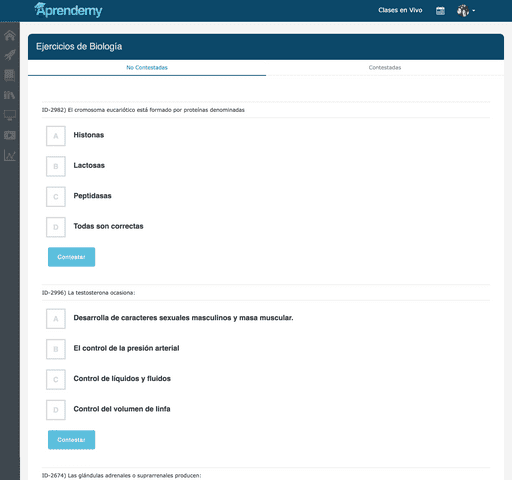 Aprendemy
Clases en Vivo
Ejercicios de Biología
No Contestadas
Contestadas
ID-2982) El cromosoma eucariótico está formado por proteínas denominadas
A
Histonas
B
Lactosas
C
Peptidasas
D
Todas son correctas
Contestar
ID-2996) La testosterona ocasiona:
A
Desarrolla de caracteres sexuales masculinos y masa muscular.
B
El control de la presión arterial
C
Control de líquidos y fluidos
D
Control del volumen de linfa
Contestar
ID-2674) Las glándulas adrenales o suprarrenales producen: